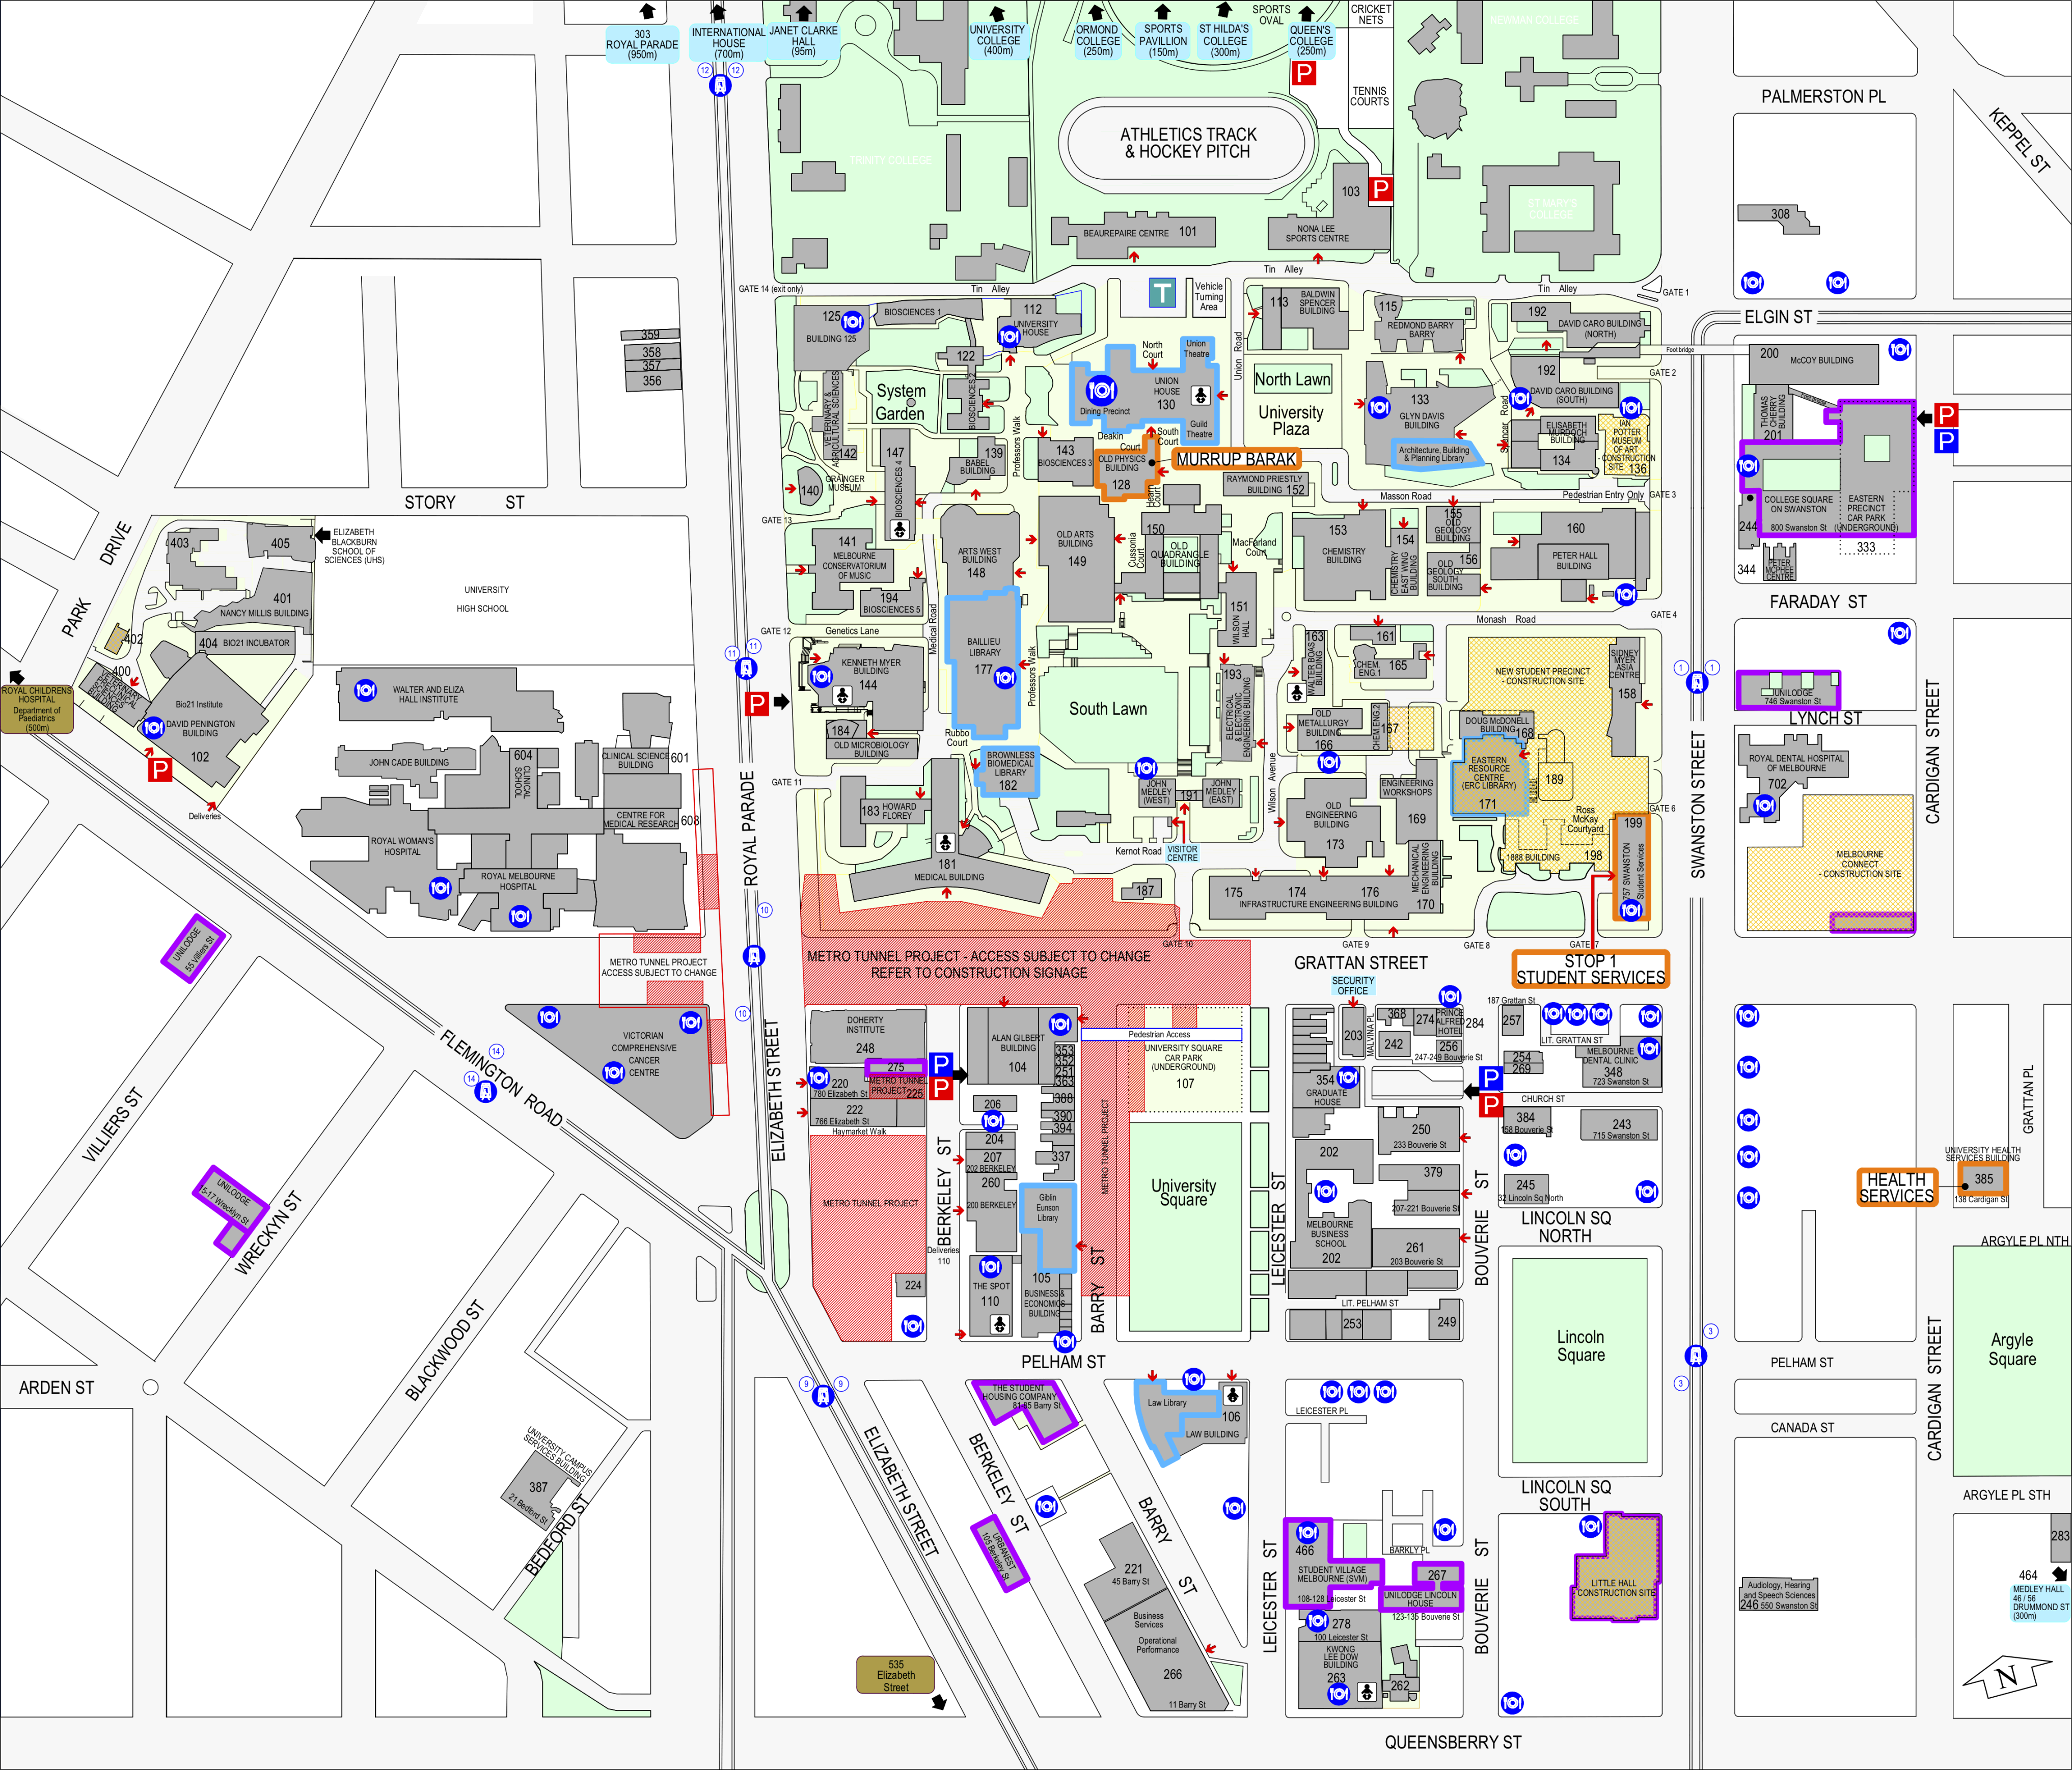 303
ROYAL PARADE
(950m)
INTERNATIONAL
HOUSE
(700m)
JANET CLARKE
HALL
(95m)
UNIVERSITY
COLLEGE
(400m)
ORMOND
COLLEGE
(250m)
SPORTS
PAVILION
(150m)
ST HILDA'S
COLLEGE
(300m)
SPORTS
OVAL
QUEEN'S
COLLEGE
(250m)
P
CRICKET
NETS
NEWMAN COLLEGE
TENNIS
COURTS
12
12
PALMERSTON PL
KEPPEL ST
ATHLETICS TRACK
& HOCKEY PITCH
TRINITY COLLEGE
ST MARY'S
COLLEGE
103
P
BEAUREPAIRE CENTRE 101
NONA LEE
SPORTS CENTRE
308
Tin Alley
GATE 14 (exit only)
Tin Alley
T
Vehicle
Turning
Area
Tin Alley
GATE 1
ELGIN ST
125
BUILDING 125
BIOSCIENCES 1
112
UNIVERSITY
HOUSE
122
BIOSCIENCES 2
System
Garden
VETERINARY &
AGRICULTURAL SCIENCES
142
147
BIOSCIENCES 4
139
BABEL
BUILDING
140
GRAINGER
MUSEUM
Professors Walk
North
Court
Union
Theatre
UNION
HOUSE
130
Dining Precinct
Guild
Theatre
Union Road
113
BALDWIN
SPENCER
BUILDING
North Lawn
University
Plaza
115
REDMOND BARRY
BARRY
192
DAVID CARO BUILDING
(NORTH)
Foot bridge
192
DAVID CARO BUILDING
(SOUTH)
GATE 2
133
GLYN DAVIS
BUILDING
Architecture, Building
& Planning Library
Spencer Road
ELISABETH
MURDOCH
BUILDING
134
IAN
POTTER
MUSEUM
OF ART
- CONSTRUCTION
SITE 136
200
McCOY BUILDING
THOMAS
CHERRY
BUILDING
201
P
P
COLLEGE SQUARE
ON SWANSTON
800 Swanston St
EASTERN
PRECINCT
CAR PARK
(UNDERGROUND)
333
244
344
PETER
MCPHEE
CENTRE
359
358
357
356
Deakin
Court
South
Court
143
BIOSCIENCES 3
OLD PHYSICS
BUILDING
128
MURRUP BARAK
RAYMOND PRIESTLY
BUILDING 152
Masson Road
Pedestrian Entry Only
GATE 3
STORY ST
PARK DRIVE
403
405
ELIZABETH
BLACKBURN
SCHOOL OF
SCIENCES (UHS)
401
NANCY MILLIS BUILDING
404 BIO21 INCUBATOR
402
400
VETERINARY
PRECLINICAL
SCIENCES
BUILDING
Bio21 Institute
DAVID PENINGTON
BUILDING
102
P
Deliveries
ROYAL CHILDRENS
HOSPITAL
Department of
Paediatrics
(500m)
UNIVERSITY
HIGH SCHOOL
GATE 13
141
MELBOURNE
CONSERVATORIUM
OF MUSIC
194
BIOSCIENCES 5
ARTS WEST
BUILDING
148
OLD ARTS
BUILDING
149
Hearn
Court
Cussonia
Court
150
OLD
QUADRANGLE
BUILDING
MacFarland
Court
151
WILSON
HALL
153
CHEMISTRY
BUILDING
154
CHEMISTRY
EAST WING
BUILDING
155
OLD
GEOLOGY
BUILDING
156
OLD
GEOLOGY
SOUTH
BUILDING
160
PETER HALL
BUILDING
FARADAY ST
GATE 4
Monash Road
GATE 12
Genetics Lane
Medical Road
KENNETH MYER
BUILDING
144
P
184
OLD MICROBIOLOGY
BUILDING
BAILLIEU
LIBRARY
177
Professors Walk
Rubbo
Court
South Lawn
193
ELECTRICAL
& ELECTRONIC
ENGINEERING BUILDING
163
WALTER BOAS
BUILDING
161
CHEM.
ENG.1
165
OLD
METALLURGY
BUILDING
166
CHEM.ENG.2
167
NEW STUDENT PRECINCT
- CONSTRUCTION SITE
SIDNEY
MYER
ASIA
CENTRE
158
DOUG McDONELL
BUILDING
168
EASTERN
RESOURCE
CENTRE
(ERC LIBRARY)
171
189
Ross
McKay
Courtyard
GATE 6
1888 BUILDING
198
199
757 SWANSTON
Student Services
1
1
UNILODGE
746 Swanston St
LYNCH ST
ROYAL DENTAL HOSPITAL
OF MELBOURNE
702
MELBOURNE
CONNECT
- CONSTRUCTION SITE
CARDIGAN STREET
SWANSTON STREET
11
11
ROYAL PARADE
WALTER AND ELIZA
HALL INSTITUTE
JOHN CADE BUILDING
604
CLINICAL
SCHOOL
CLINICAL SCIENCE
BUILDING
601
CENTRE FOR
MEDICAL RESEARCH
608
ROYAL WOMAN'S
HOSPITAL
ROYAL MELBOURNE
HOSPITAL
GATE 11
183
HOWARD
FLOREY
BROWNLESS
BIOMEDICAL
LIBRARY
182
181
MEDICAL BUILDING
187
JOHN
MEDLEY
(WEST)
191
JOHN
MEDLEY
(EAST)
Kernot Road
VISITOR
CENTRE
Wilson Avenue
OLD
ENGINEERING
BUILDING
173
ENGINEERING
WORKSHOPS
169
MECHANICAL
ENGINEERING
BUILDING
170
175
174
176
INFRASTRUCTURE ENGINEERING BUILDING
GATE 10
GATE 9
GATE 8
GATE 7
10
10
UNILODGE
55 Villiers St
METRO TUNNEL PROJECT
ACCESS SUBJECT TO CHANGE
METRO TUNNEL PROJECT - ACCESS SUBJECT TO CHANGE
REFER TO CONSTRUCTION SIGNAGE
GRATTAN STREET
STOP 1
STUDENT SERVICES
VICTORIAN
COMPREHENSIVE
CANCER
CENTRE
FLEMINGTON ROAD
14
14
VILLIERS ST
UNILODGE
5-17 Wrecklyn St
WRECKYN ST
BLACKWOOD ST
ARDEN ST
ELIZABETH STREET
DOHERTY
INSTITUTE
248
275
220
780 Elizabeth St
METRO TUNNEL
PROJECT
225
222
766 Elizabeth St
Haymarket Walk
METRO TUNNEL PROJECT
224
BERKELEY ST
P
P
Deliveries
110
ALAN GILBERT
BUILDING
104
353
352
251
363
388
390
394
337
206
204
207
202 BERKELEY
260
200 BERKELEY
Giblin
Eunson
Library
THE SPOT
110
105
BUSINESS &
ECONOMICS
BUILDING
BARRY ST
METRO TUNNEL PROJECT
Pedestrian Access
UNIVERSITY SQUARE
CAR PARK
(UNDERGROUND)
107
University
Square
LEICESTER ST
SECURITY
OFFICE
203
MALVINA PL
368
274
PRINCE
ALFRED
HOTEL
284
242
256
247-249 Bouverie St
354
GRADUATE
HOUSE
P
P
250
233 Bouverie St
202
MELBOURNE
BUSINESS
SCHOOL
202
379
207-221 Bouverie St
261
203 Bouverie St
LIT. PELHAM ST
253
249
BOUVERIE ST
187 Grattan St
257
LIT. GRATTAN ST
254
269
MELBOURNE
DENTAL CLINIC
348
723 Swanston St
CHURCH ST
384
158 Bouverie St
243
715 Swanston St
245
32 Lincoln Sq North
LINCOLN SQ
NORTH
Lincoln
Square
LINCOLN SQ
SOUTH
GRATTAN PL
UNIVERSITY HEALTH
SERVICES BUILDING
HEALTH
SERVICES
385
138 Cardigan St
ARGYLE PL NTH
Argyle
Square
CARDIGAN STREET
ARGYLE PL STH
PELHAM ST
3
3
PELHAM ST
CANADA ST
9
9
ELIZABETH STREET
BERKELEY ST
THE STUDENT
HOUSING COMPANY
81-85 Barry St
URBANEST
105 Berkeley St
BARRY ST
Law Library
106
LAW BUILDING
221
45 Barry St
Business
Services
Operational
Performance
266
11 Barry St
LEICESTER PL
LEICESTER ST
466
STUDENT VILLAGE
MELBOURNE (SVM)
108-128 Leicester St
BARKLY PL
267
UNILODGE LINCOLN
HOUSE
123-135 Bouverie St
278
100 Leicester St
KWONG
LEE DOW
BUILDING
263
262
BOUVERIE ST
LITTLE HALL
- CONSTRUCTION SITE
Audiology, Hearing
and Speech Sciences
246 550 Swanston St
283
464
MEDLEY HALL
46 / 56
DRUMMOND ST
(300m)
UNIVERSITY CAMPUS
SERVICES BUILDING
387
21 Bedford St
BEDFORD ST
535
Elizabeth
Street
QUEENSBERRY ST
N